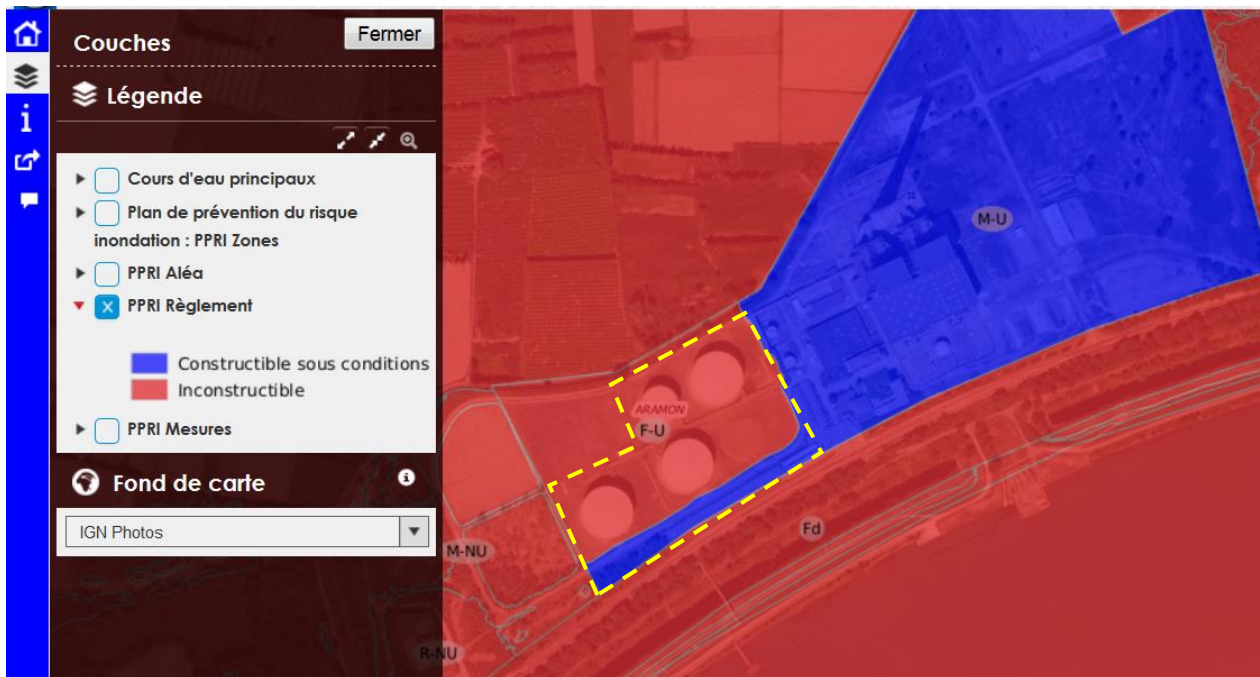 Couches
Fermer
Légende
Cours d'eau principaux
Plan de prévention du risque
inondation : PPRI Zones
PPRI Aléa
PPRI Règlement
Constructible sous conditions
Inconstructible
PPRI Mesures
Fond de carte
IGN Photos
M-U
ARAMON
F-U
Fd
M-NU
R-NU